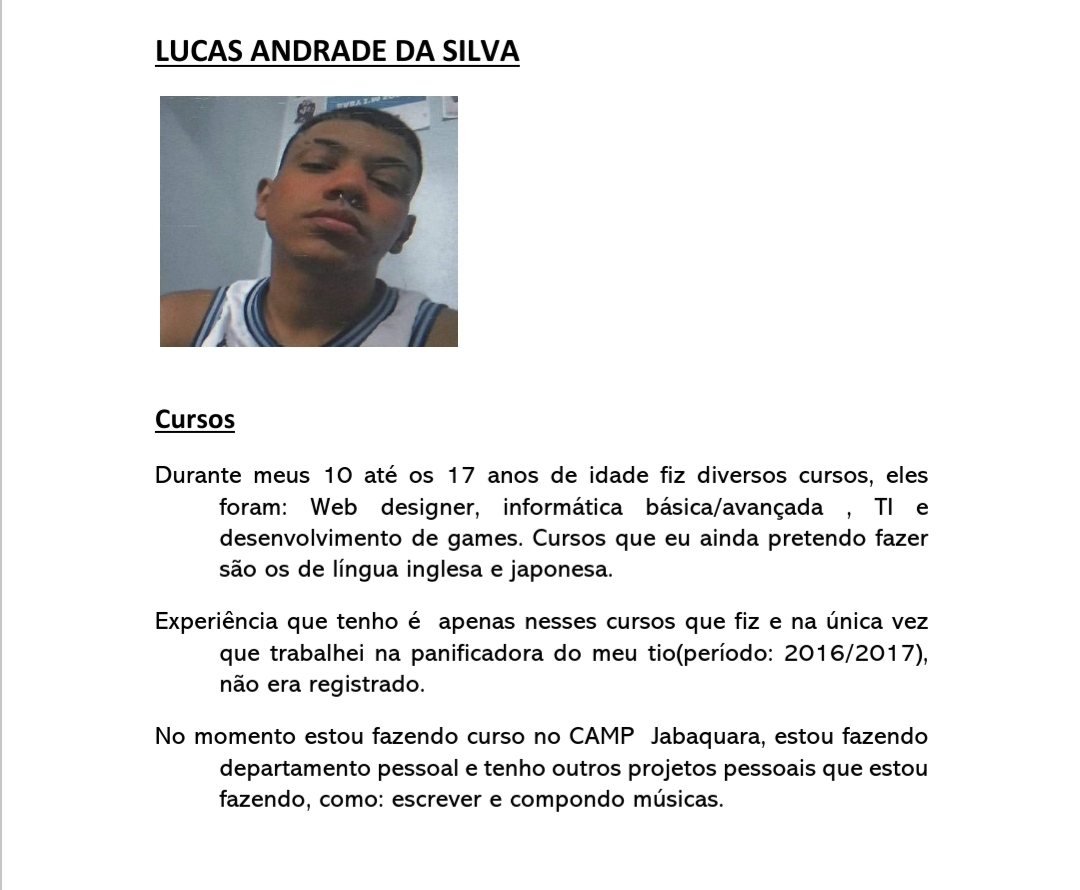 LUCAS ANDRADE DA SILVA
Cursos
Durante meus 10 até os 17 anos de idade fiz diversos cursos, eles
foram: Web designer, informática básica/avançada , TI e
desenvolvimento de games. Cursos que eu ainda pretendo fazer
são os de língua inglesa e japonesa.
Experiência que tenho é  apenas nesses cursos que fiz e na única vez
que trabalhei na panificadora do meu tio(período: 2016/2017),
não era registrado.
No momento estou fazendo curso no CAMP  Jabaquara, estou fazendo
departamento pessoal e tenho outros projetos pessoais que estou
fazendo, como: escrever e compondo músicas.